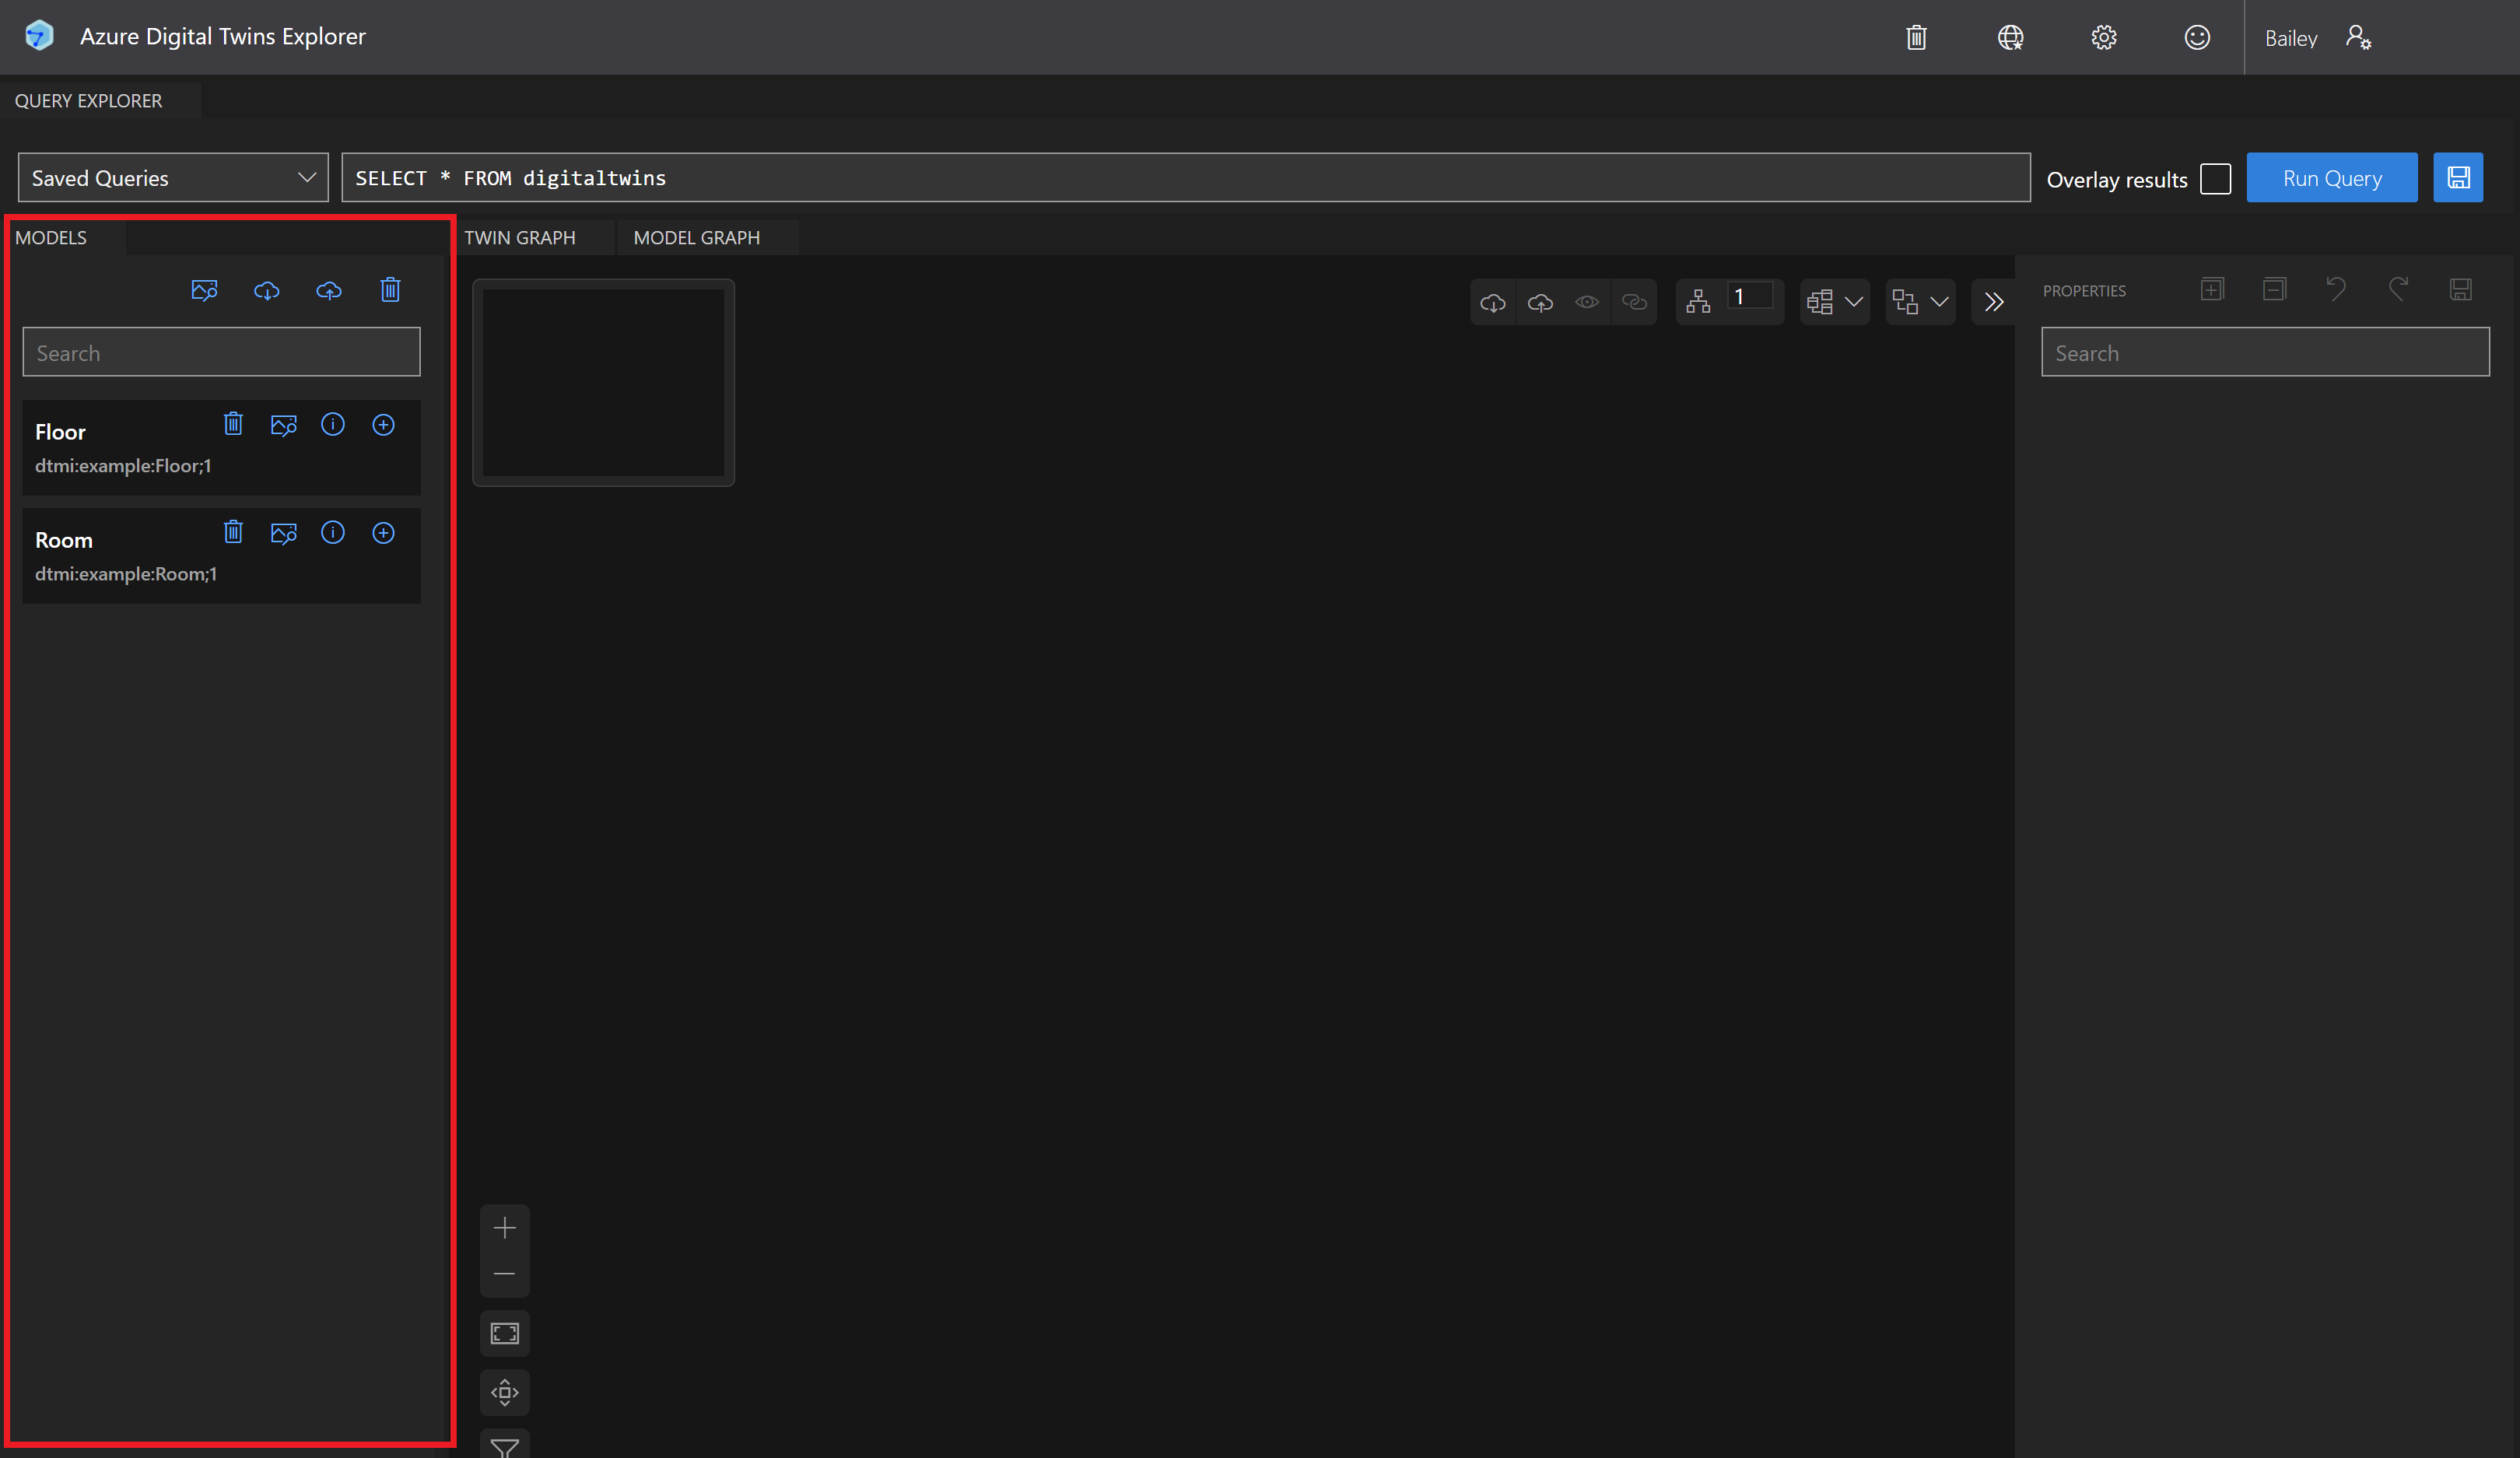 Azure Digital Twins Explorer
Bailey
QUERY EXPLORER
Saved Queries
SELECT * FROM digitaltwins
Overlay results
Run Query
MODELS
TWIN GRAPH
MODEL GRAPH
1
PROPERTIES
Search
Search
Floor
dtmi:example:Floor;1
Room
dtmi:example:Room;1